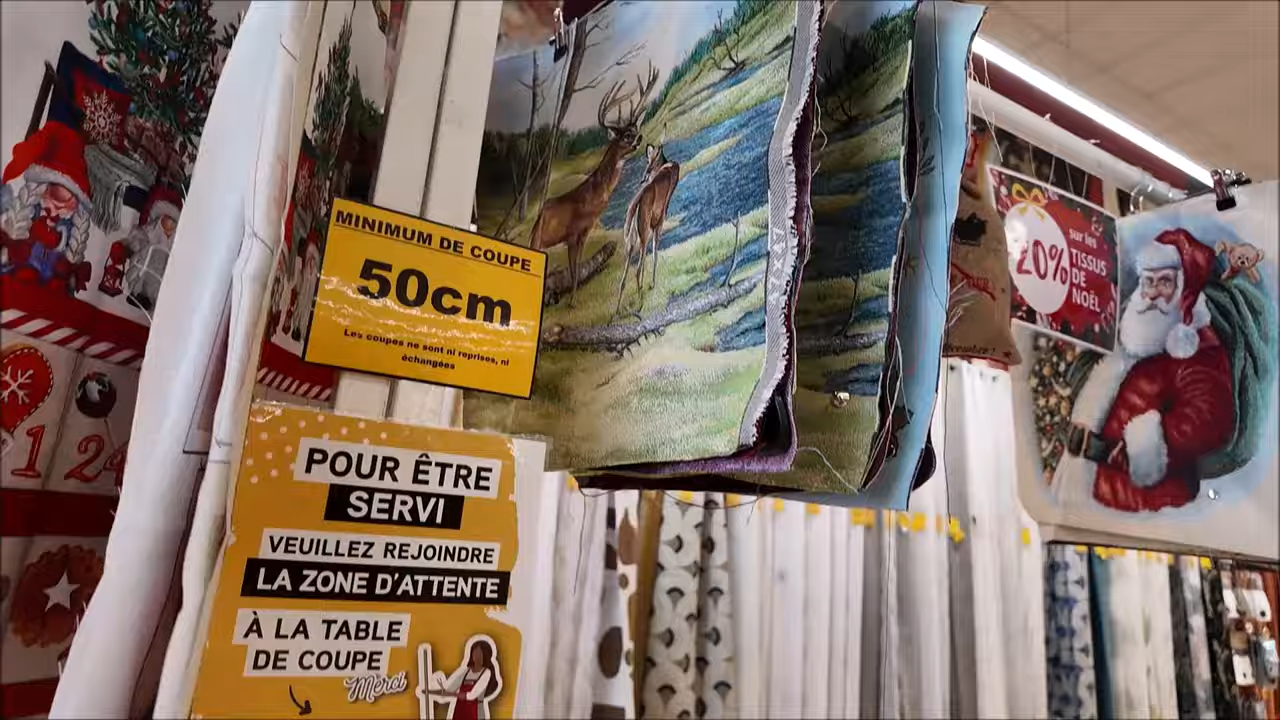 MINIMUM DE COUPE
50cm
Les coupes ne sont ni reprises, ni
échangées
POUR ÊTRE
SERVI
VEUILLEZ REJOINDRE
LA ZONE D'ATTENTE
À LA TABLE
DE COUPE
Merci
20%
sur les
TISSUS
DE
NOËL
1
24